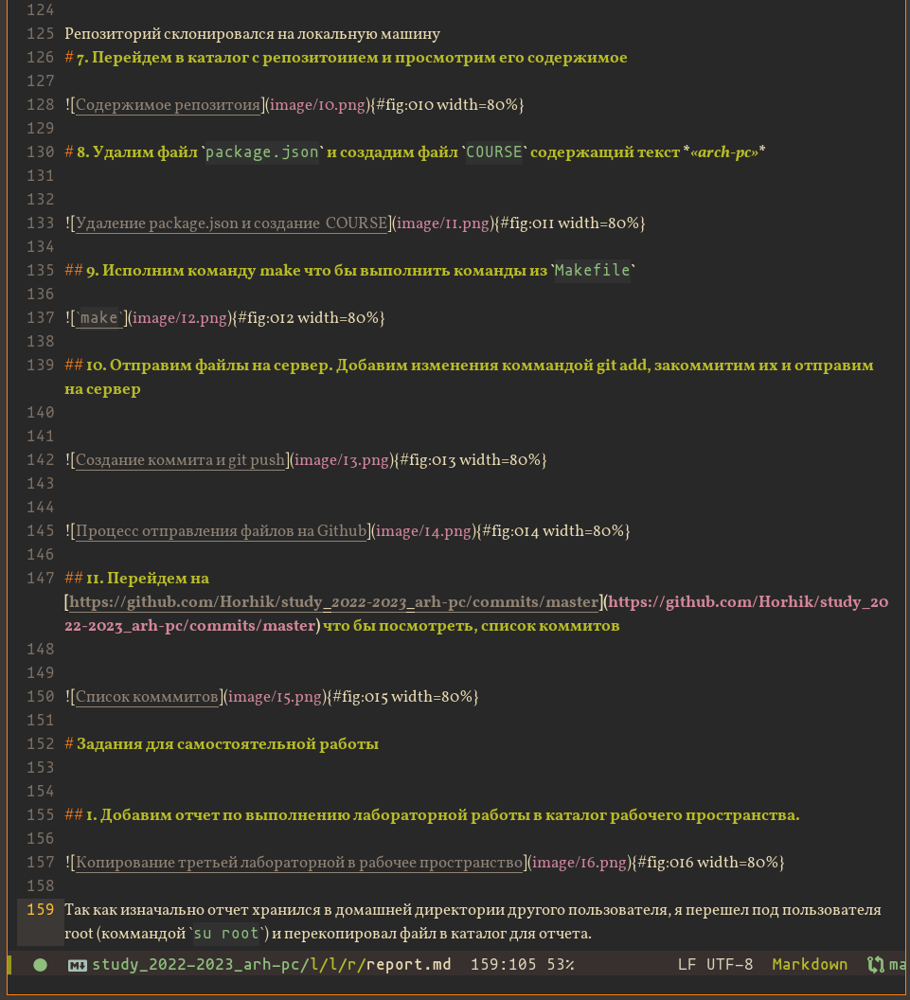 124
125 Репозиторий склонировался на локальную машину
126 # 7. Перейдем в каталог с репозитоиием и просмотрим его содержимое
127
128 ![Содержимое репозитоия](image/10.png){#fig:010 width=80%}
129
130 # 8. Удалим файл `package.json` и создадим файл `COURSE` содержащий текст *«arch-pc»*
131
132
133 ![Удаление package.json и создание  COURSE](image/11.png){#fig:011 width=80%}
134
135 ## 9. Исполним команду make что бы выполнить команды из `Makefile`
136
137 ![`make`](image/12.png){#fig:012 width=80%}
138
139 ## 10. Отправим файлы на сервер. Добавим изменения коммандой git add, закоммитим их и отправим
на сервер
140
141
142 ![Создание коммита и git push](image/13.png){#fig:013 width=80%}
143
144
145 ![Процесс отправления файлов на Github](image/14.png){#fig:014 width=80%}
146
147 ## 11. Перейдем на
[https://github.com/Horhik/study_2022-2023_arh-pc/commits/master](https://github.com/Horhik/study_20
22-2023_arh-pc/commits/master) что бы посмотреть, список коммитов
148
149
150 ![Список комммитов](image/15.png){#fig:015 width=80%}
151
152 # Задания для самостоятельной работы
153
154
155 ## 1. Добавим отчет по выполнению лабораторной работы в каталог рабочего пространства.
156
157 ![Копирование третьей лабораторной в рабочее пространство](image/16.png){#fig:016 width=80%}
158
159 Так как изначально отчет хранился в домашней директории другого пользователя, я перешел под пользователя
root (коммандой `su root`) и перекопировал файл в каталог для отчета.
study_2022-2023_arh-pc/l/l/r/report.md 159:105 53% LF UTF-8 Markdown ma